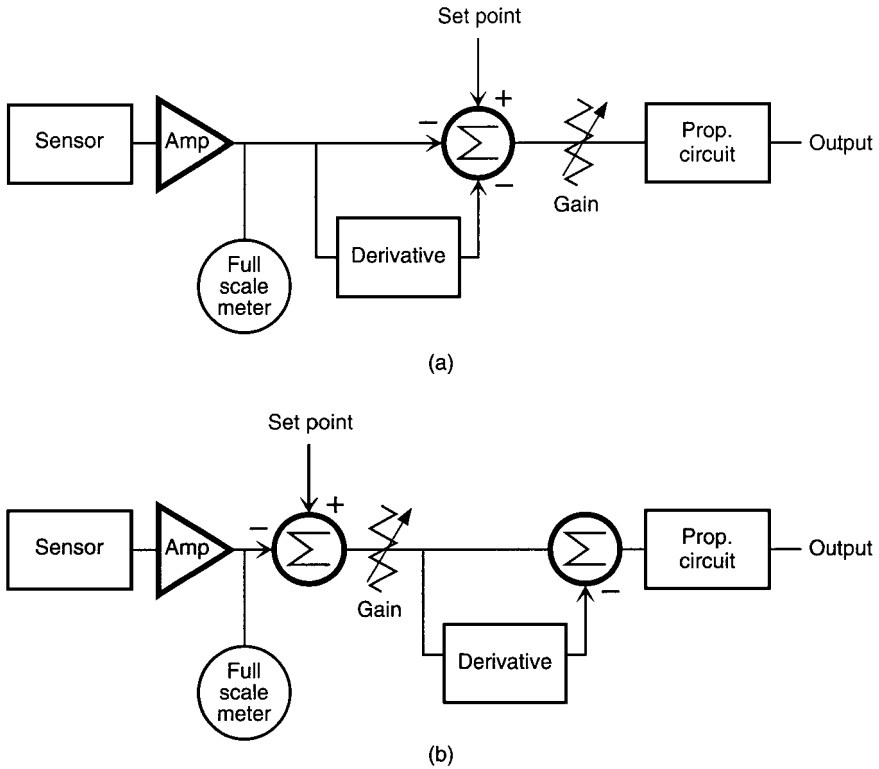 Set point
+
−
Sensor
Amp
Σ
Prop.
circuit
Output
−
Gain
Full
scale
meter
Derivative
(a)
Set point
+
−
Sensor
Amp
Σ
Σ
Prop.
circuit
Output
Gain
−
Full
scale
meter
Derivative
(b)